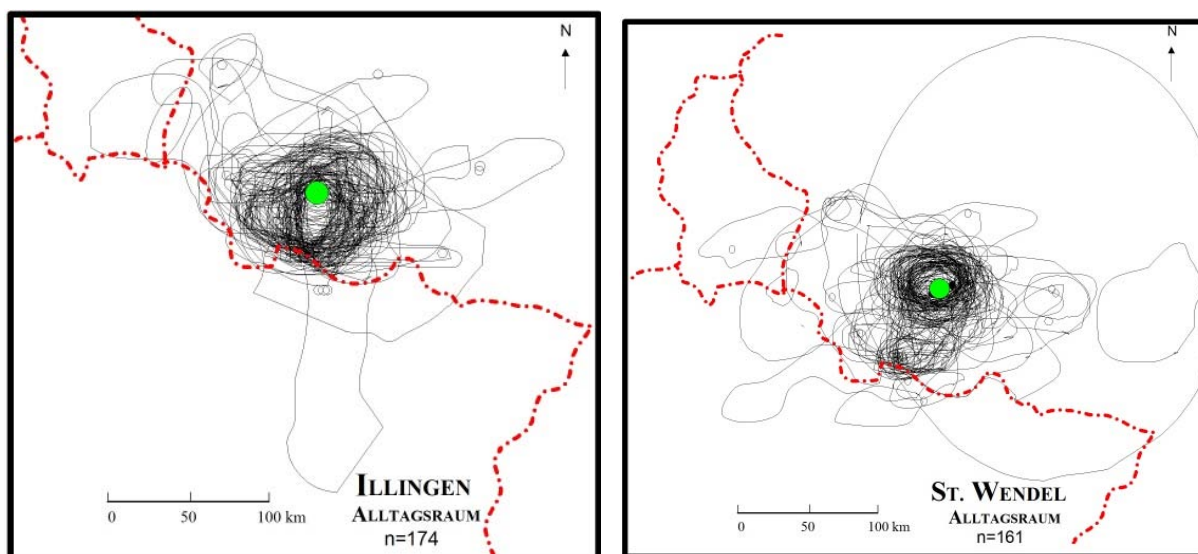 N
ILLINGEN
ALLTAGSRAUM
n=174
0 50 100 km
N
ST. WENDEL
ALLTAGSRAUM
n=161
0 50 100 km